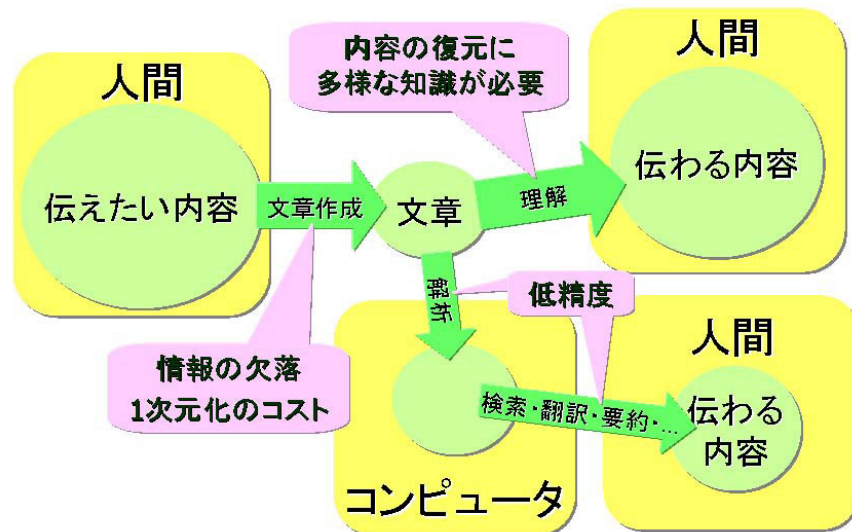 人間
伝えたい内容
文章作成
情報の欠落
1次元化のコスト
文章
内容の復元に
多様な知識が必要
理解
人間
伝わる内容
解析
低精度
コンピュータ
検索・翻訳・要約・...
人間
伝わる
内容